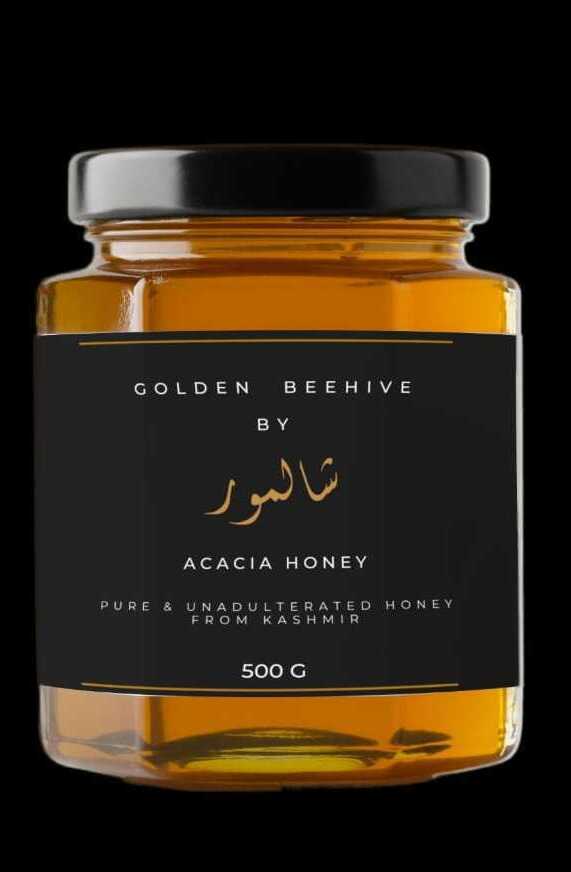 GOLDEN BEEHIVE
BY
شالمور
ACACIA HONEY
PURE & UNADULTERATED HONEY
FROM KASHMIR
500 G